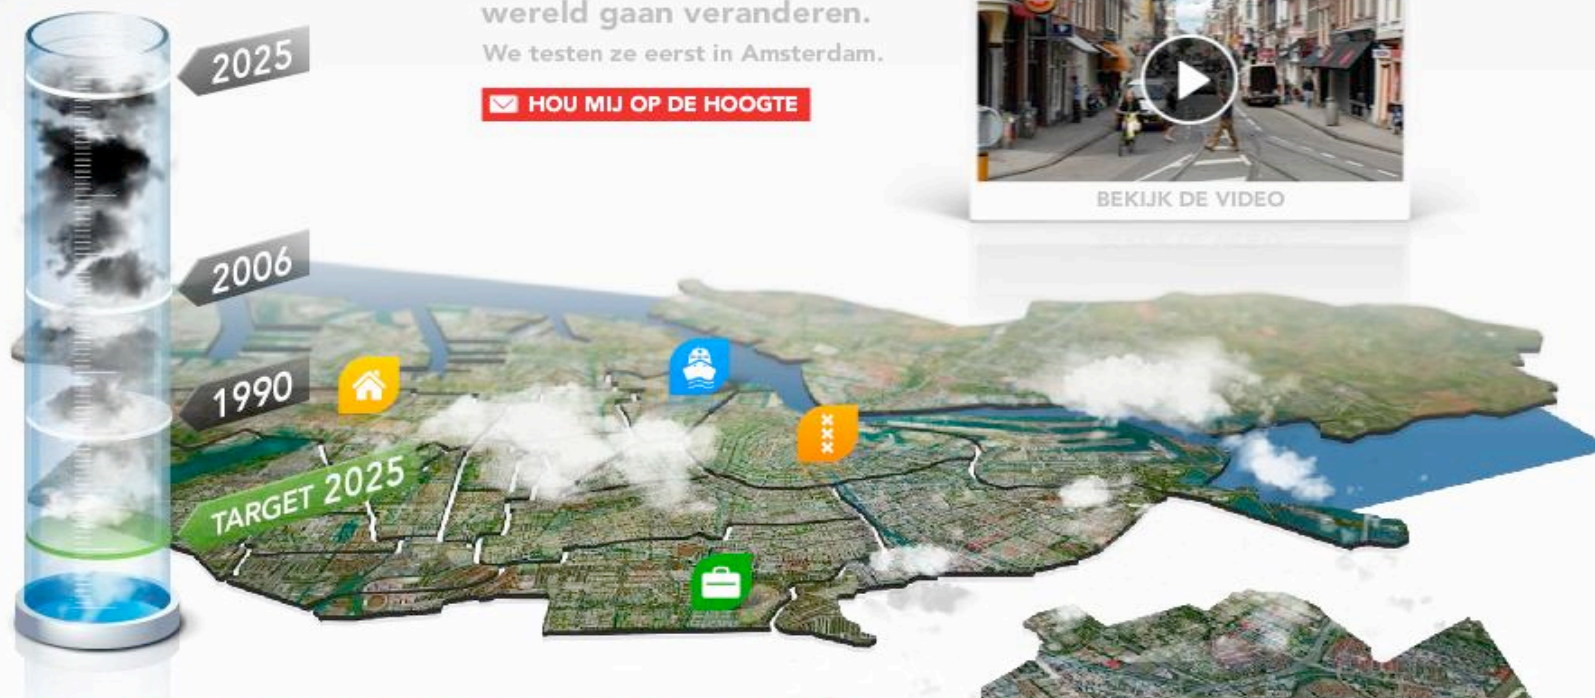 wereld gaan veranderen.
We testen ze eerst in Amsterdam.
HOU MIJ OP DE HOOGTE
BEKIJK DE VIDEO
2025
2006
1990
TARGET 2025